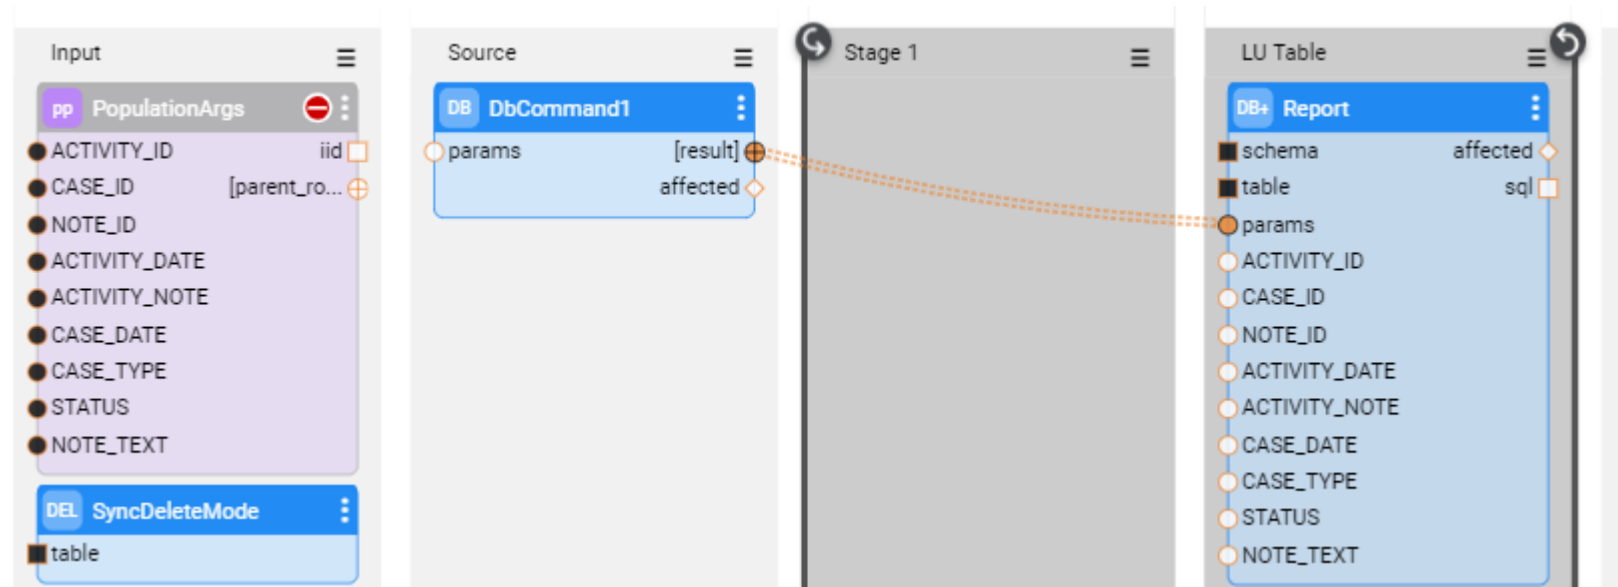 Input
pp PopulationArgs
ACTIVITY_ID iid
CASE_ID [parent_ro...
NOTE_ID
ACTIVITY_DATE
ACTIVITY_NOTE
CASE_DATE
CASE_TYPE
STATUS
NOTE_TEXT
DEL SyncDeleteMode
table
Source
DB DbCommand1
params [result]
affected
Stage 1
LU Table
DB+ Report
schema affected
table sql
params
ACTIVITY_ID
CASE_ID
NOTE_ID
ACTIVITY_DATE
ACTIVITY_NOTE
CASE_DATE
CASE_TYPE
STATUS
NOTE_TEXT